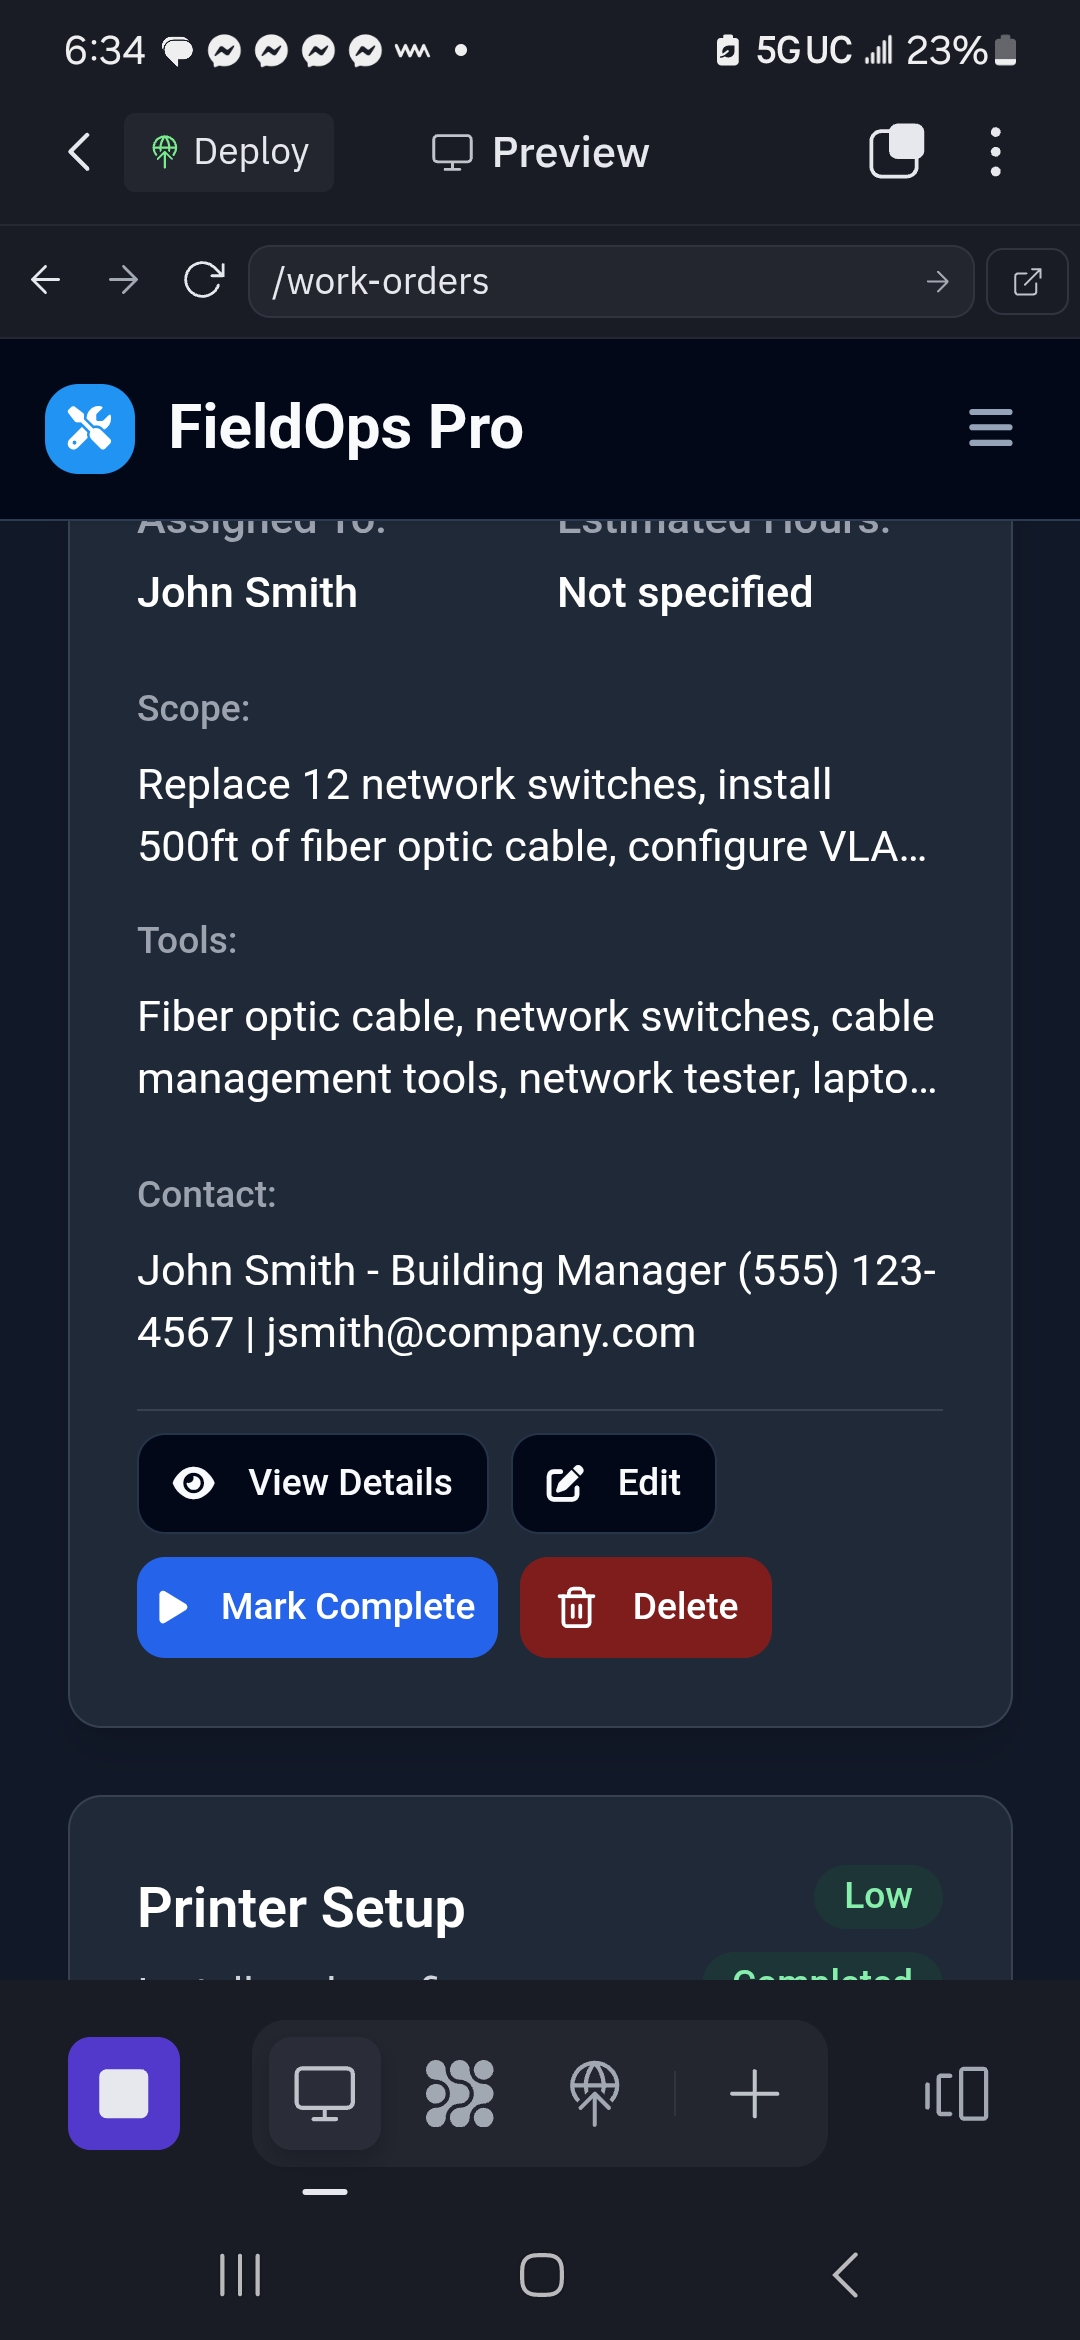 6:34
5G UC 23%
Deploy Preview
/work-orders
FieldOps Pro
Assigned To: Estimated Hours:
John Smith Not specified
Scope:
Replace 12 network switches, install
500ft of fiber optic cable, configure VLA...
Tools:
Fiber optic cable, network switches, cable
management tools, network tester, lapto...
Contact:
John Smith - Building Manager (555) 123-
4567 | jsmith@company.com
View Details Edit
Mark Complete Delete
Printer Setup Low
Completed